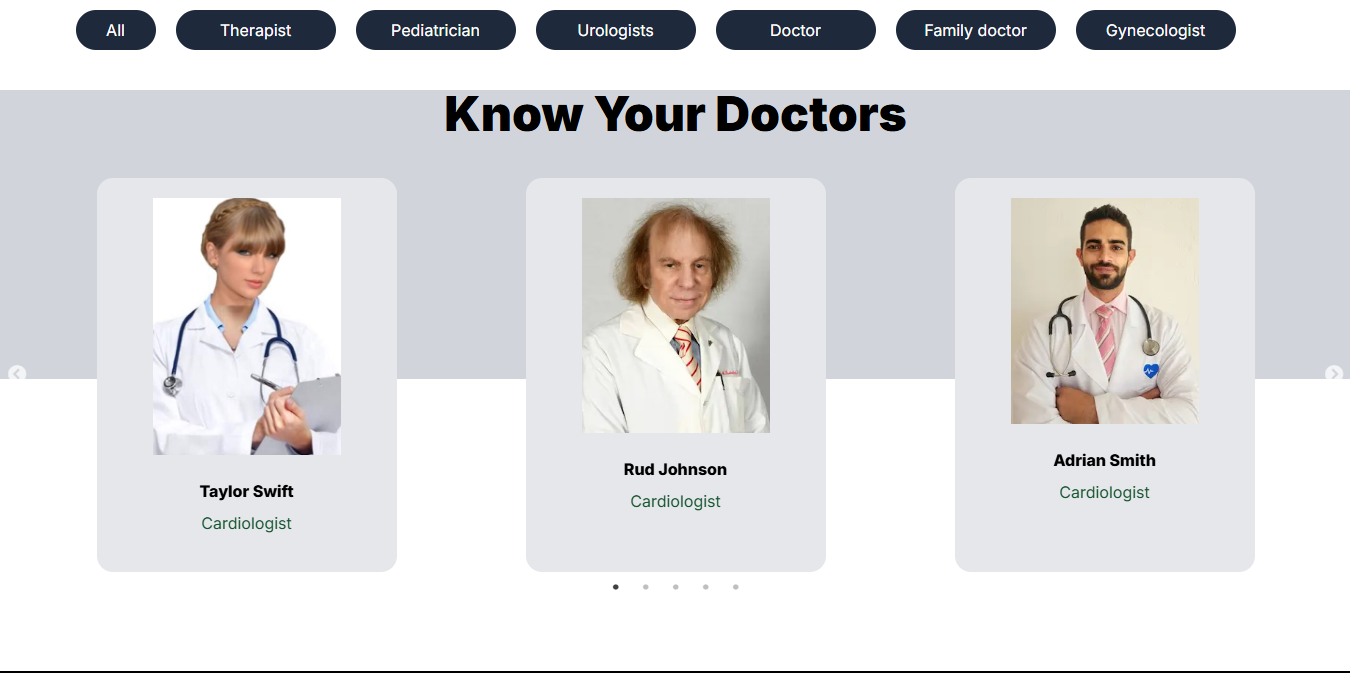 All Therapist Pediatrician Urologists Doctor Family doctor Gynecologist
Know Your Doctors
Taylor Swift
Cardiologist
Rud Johnson
Cardiologist
Adrian Smith
Cardiologist